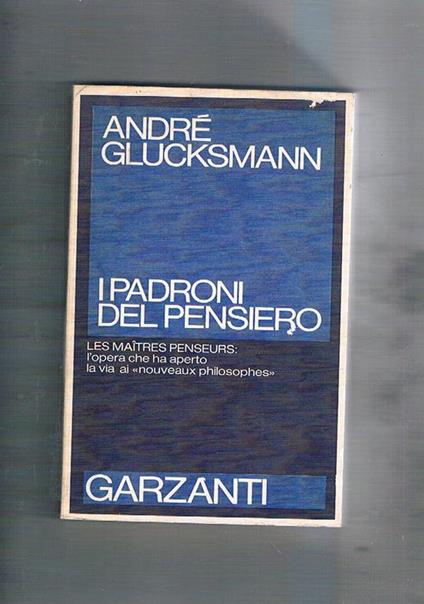 ANDRÉ
GLUCKSMANN
I PADRONI
DEL PENSIERO
LES MAÎTRES PENSEURS:
l'opera che ha aperto
la via ai «nouveaux philosophes»
GARZANTI